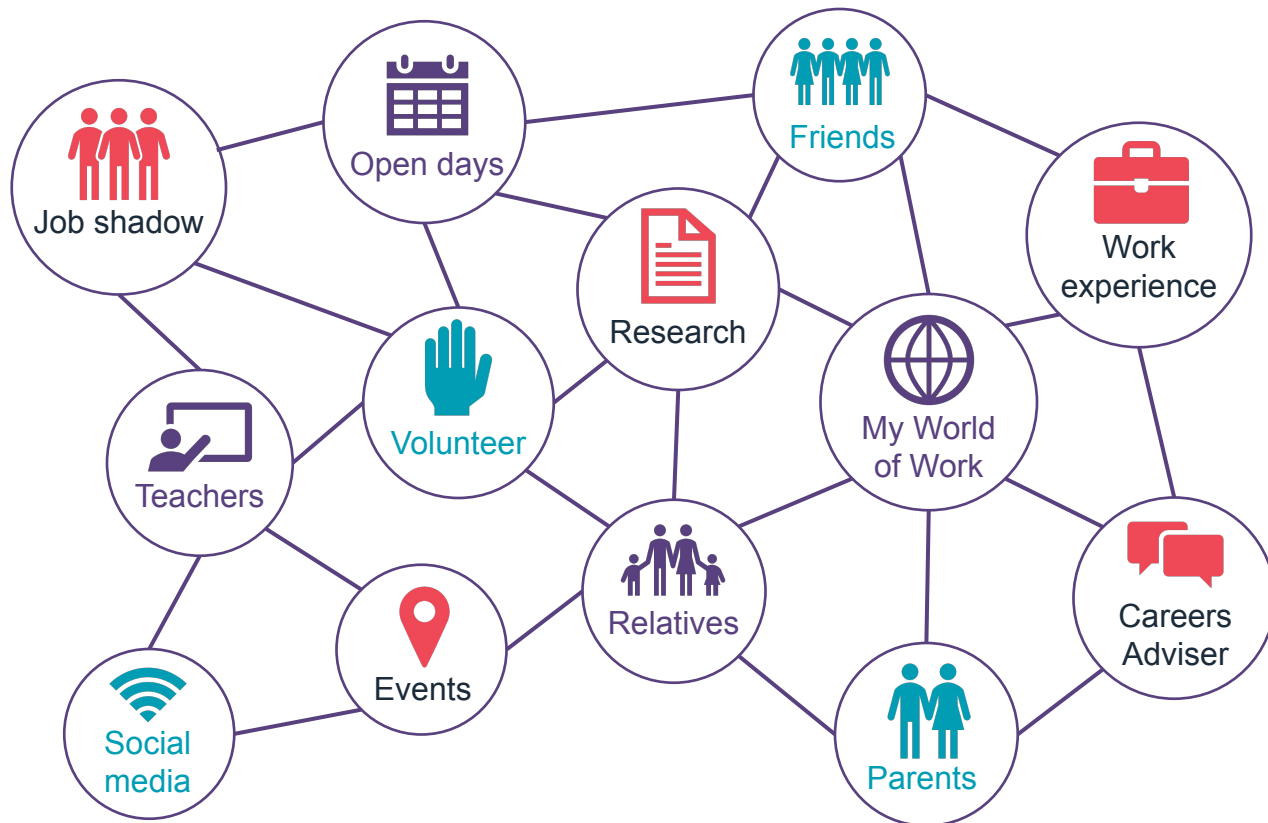 Open days
Friends
Job shadow
Work
experience
Research
Volunteer
My World
of Work
Teachers
Relatives
Careers
Adviser
Events
Social
media
Parents